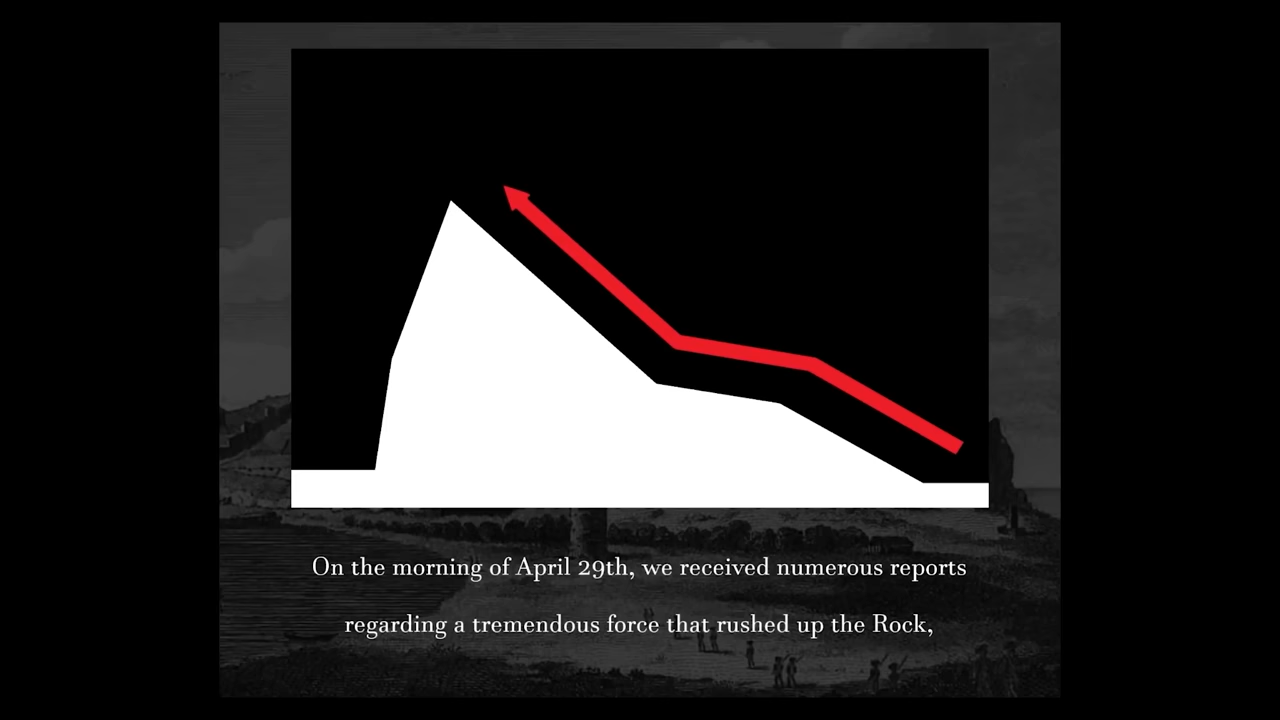 On the morning of April 29th, we received numerous reports
regarding a tremendous force that rushed up the Rock,